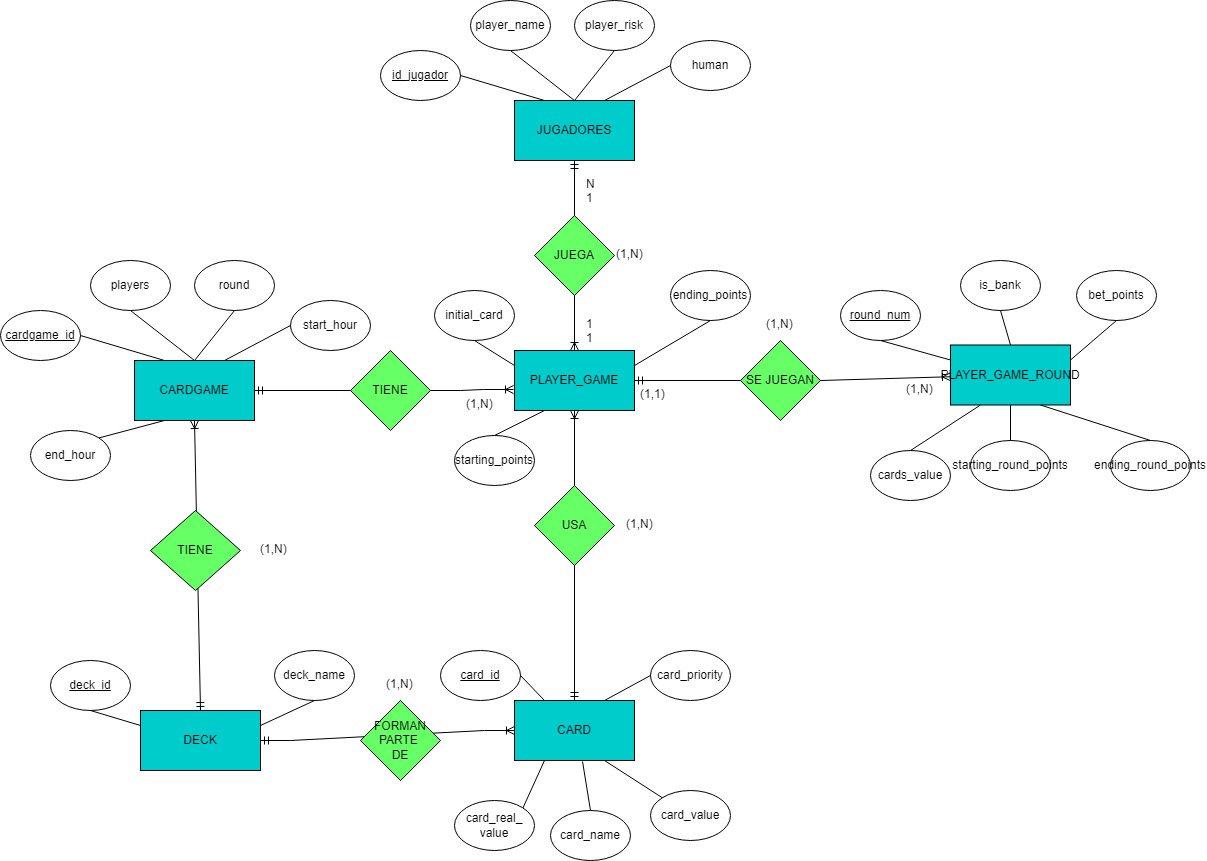 player_name
player_risk
id_jugador
human
JUGADORES
N
1
JUEGA
(1,N)
players
round
cardgame_id
start_hour
initial_card
ending_points
1
1
(1,N)
round_num
is_bank
bet_points
CARDGAME
TIENE
(1,N)
PLAYER_GAME
(1,1)
SE JUEGAN
(1,N)
PLAYER_GAME_ROUND
end_hour
starting_points
cards_value
starting_round_points
ending_round_points
TIENE
(1,N)
USA
(1,N)
deck_id
deck_name
(1,N)
card_id
card_priority
DECK
FORMAN
PARTE
DE
CARD
card_real_
value
card_name
card_value